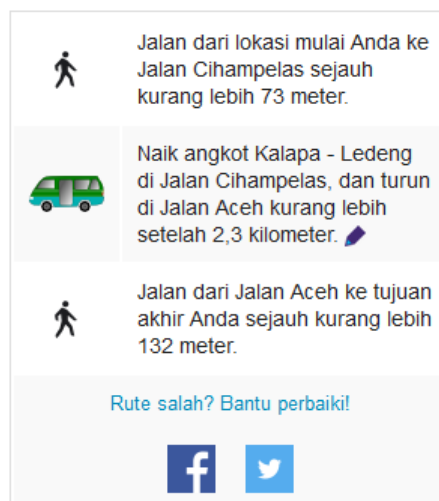 Jalan dari lokasi mulai Anda ke
Jalan Cihampelas sejauh
kurang lebih 73 meter.
Naik angkot Kalapa - Ledeng
di Jalan Cihampelas, dan turun
di Jalan Aceh kurang lebih
setelah 2,3 kilometer.
Jalan dari Jalan Aceh ke tujuan
akhir Anda sejauh kurang lebih
132 meter.
Rute salah? Bantu perbaiki!